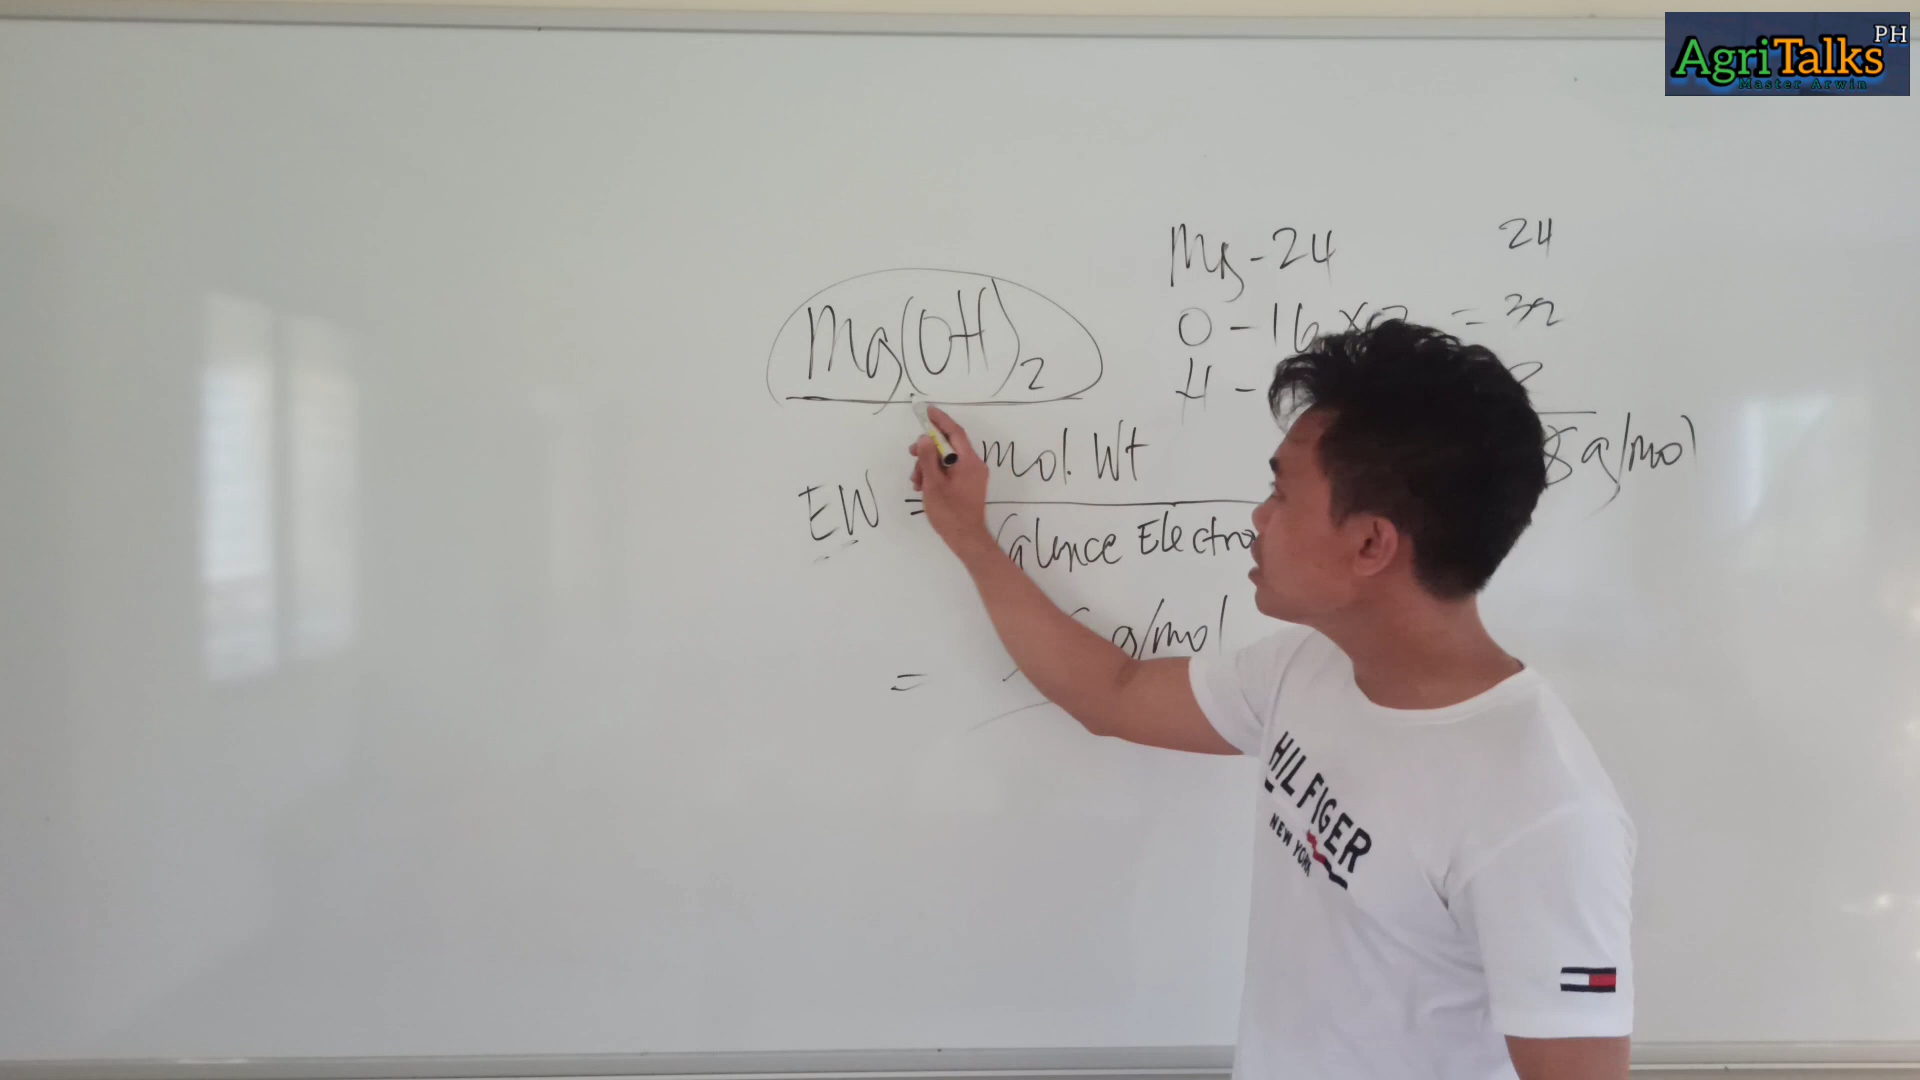 AgriTalks PH
Master Arwin
Mg(OH)2
Mg - 24 24
O - 16 x = 32
H -
g/mol
EW = mol. Wt
Valence Electro
= g/mol
HILFIGER
NEW YORK